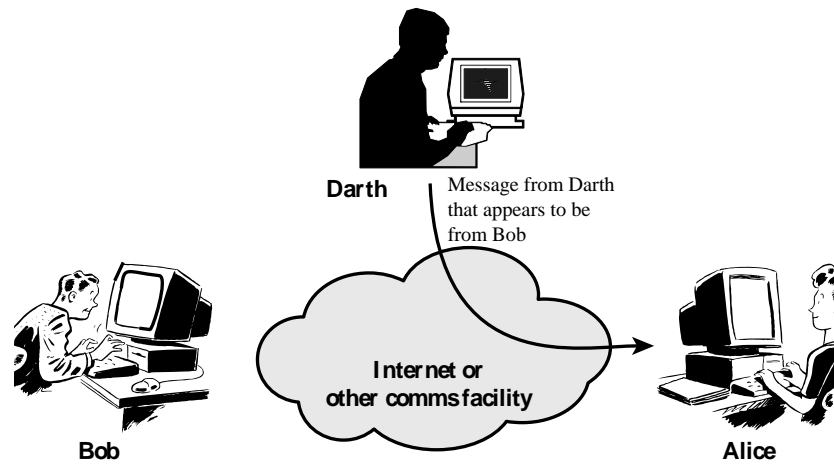 Darth
Message from Darth
that appears to be
from Bob
Internet or
other comms facility
Bob
Alice